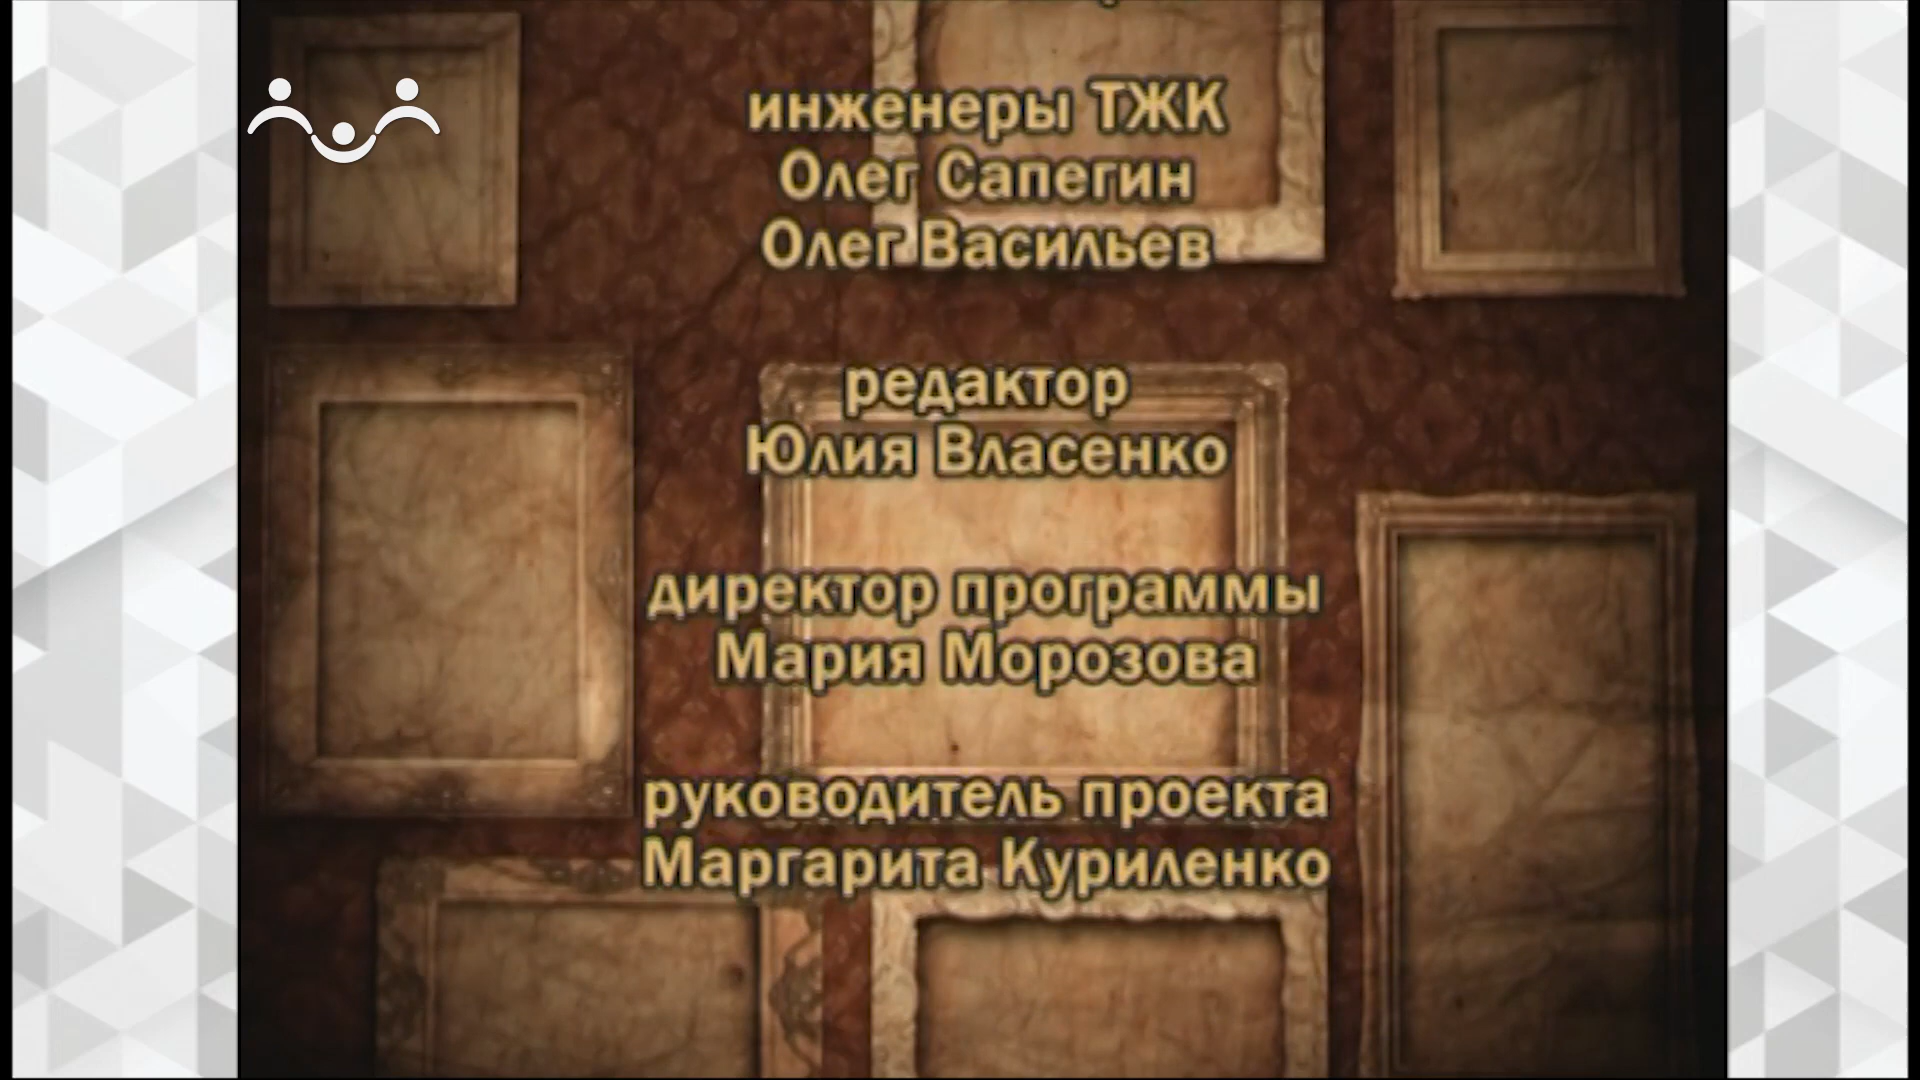 инженеры ТЖК
Олег Сапегин
Олег Васильев
редактор
Юлия Власенко
директор программы
Мария Морозова
руководитель проекта
Маргарита Куриленко